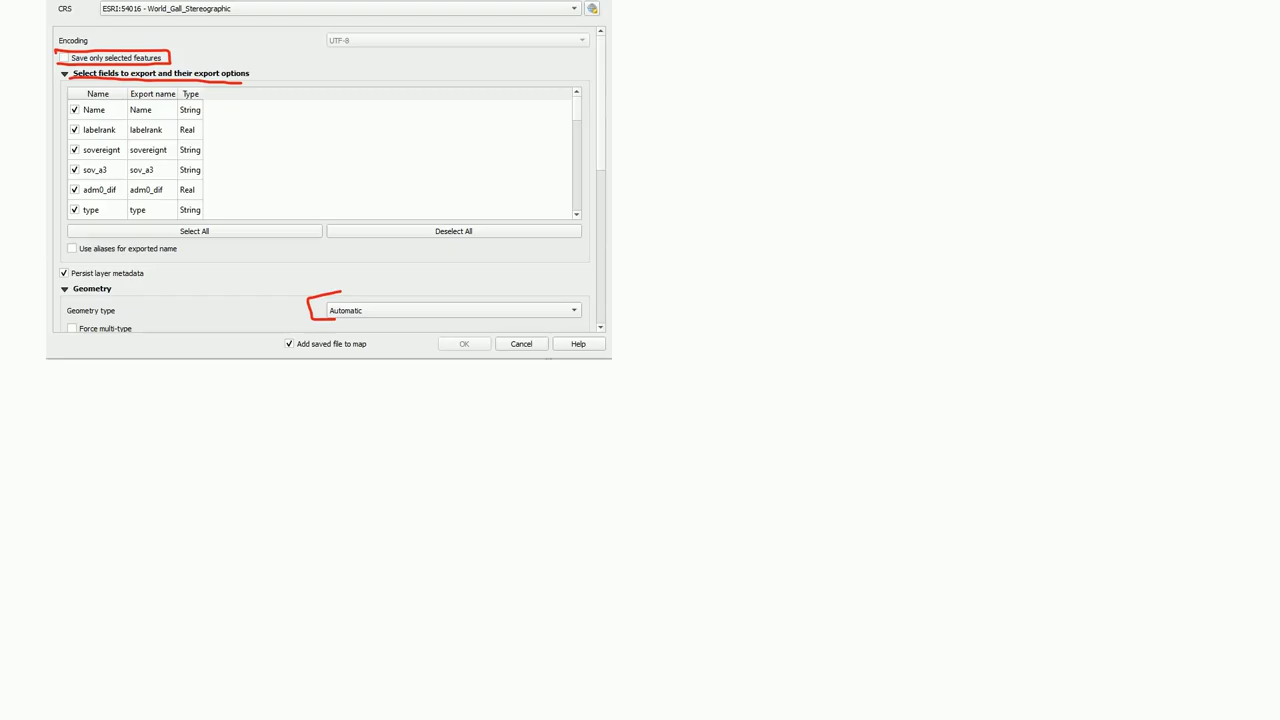 CRS ESRI:54016 - World_Gall_Stereographic
Encoding UTF-8
Save only selected features
Select fields to export and their export options
Name Export name Type
Name Name String
labelrank labelrank Real
sovereignt sovereignt String
sov_a3 sov_a3 String
adm0_dif adm0_dif Real
type type String
Select All Deselect All
Use aliases for exported name
Persist layer metadata
Geometry
Geometry type Automatic
Force multi-type
Add saved file to map OK Cancel Help